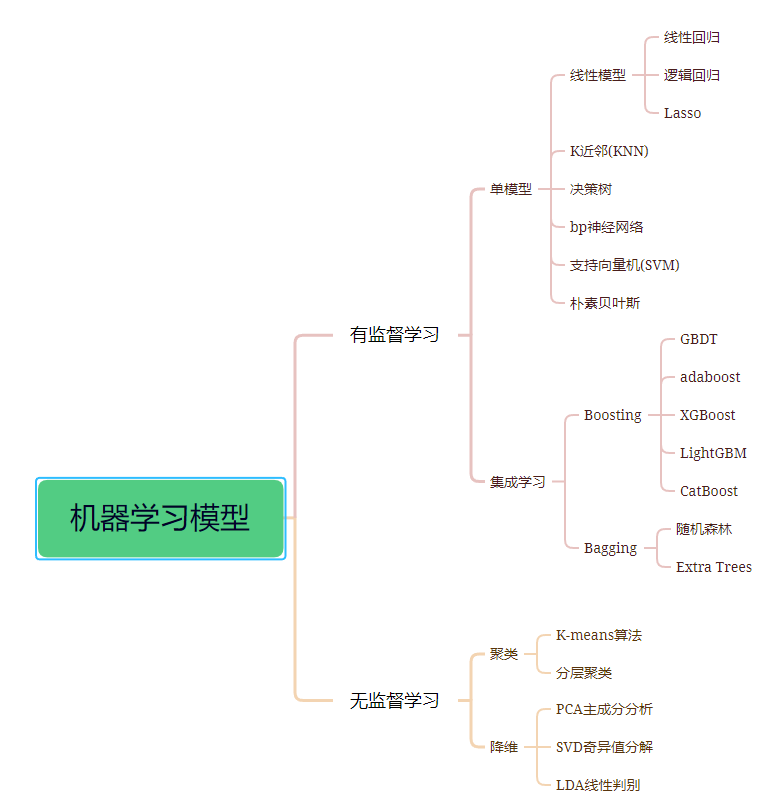 机器学习模型
有监督学习
单模型
线性模型
线性回归
逻辑回归
Lasso
K近邻(KNN)
决策树
bp神经网络
支持向量机(SVM)
朴素贝叶斯
集成学习
Boosting
GBDT
adaboost
XGBoost
LightGBM
CatBoost
Bagging
随机森林
Extra Trees
无监督学习
聚类
K-means算法
分层聚类
降维
PCA主成分分析
SVD奇异值分解
LDA线性判别